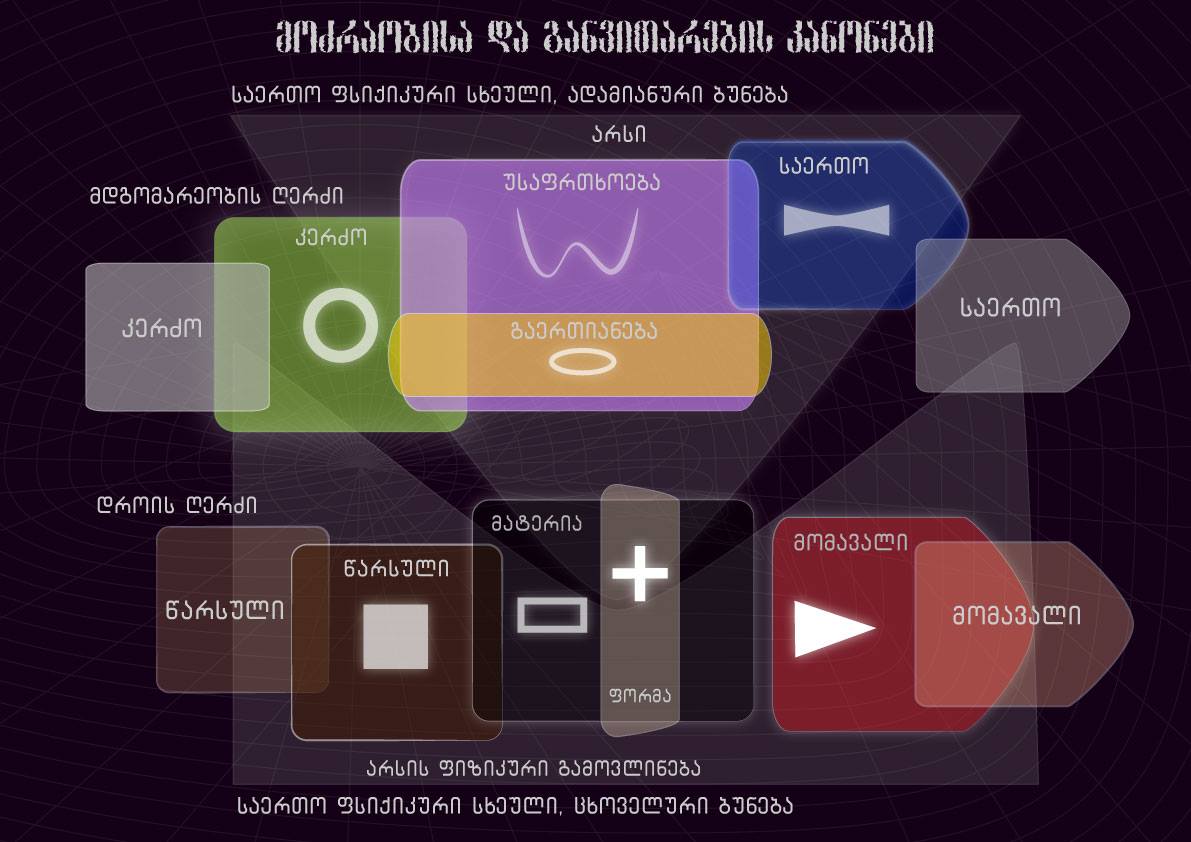 მოძრაობისა და განვითარების კანონები
საერთო ფსიქიკური სხეული, ადამიანური ბუნება
არსი
საერთო
უსაფრთხოება
მდგომარეობის ღერძი
კერძო
კერძო
საერთო
გაერთიანება
დროის ღერძი
მატერია
მომავალი
წარსული
წარსული
მომავალი
ფორმა
არსის ფიზიკური გამოვლინება
საერთო ფსიქიკური სხეული, ცხოველური ბუნება